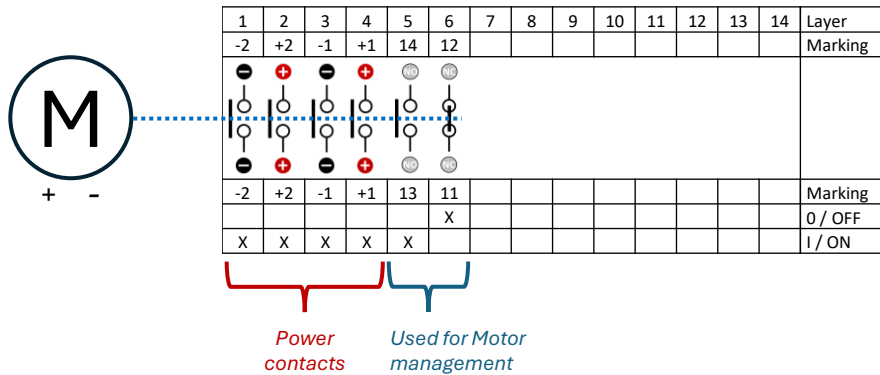 1 2 3 4 5 6 7 8 9 10 11 12 13 14 Layer
-2 +2 -1 +1 14 12 Marking
NO NC
M
NO NC
+ -
-2 +2 -1 +1 13 11 Marking
X 0 / OFF
X X X X X I / ON
Power contacts
Used for Motor management